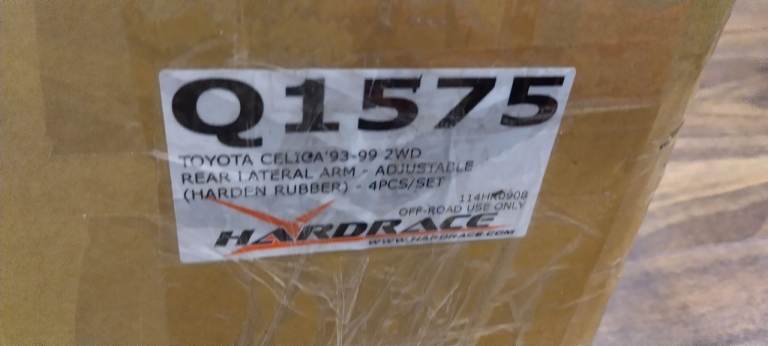 Q1575
TOYOTA CELICA'93-99 2WD
REAR LATERAL ARM - ADJUSTABLE
(HARDEN RUBBER) - 4PCS/SET
114HR090B
OFF-ROAD USE ONLY
HARDRACE
WWW.HARDRACE.COM